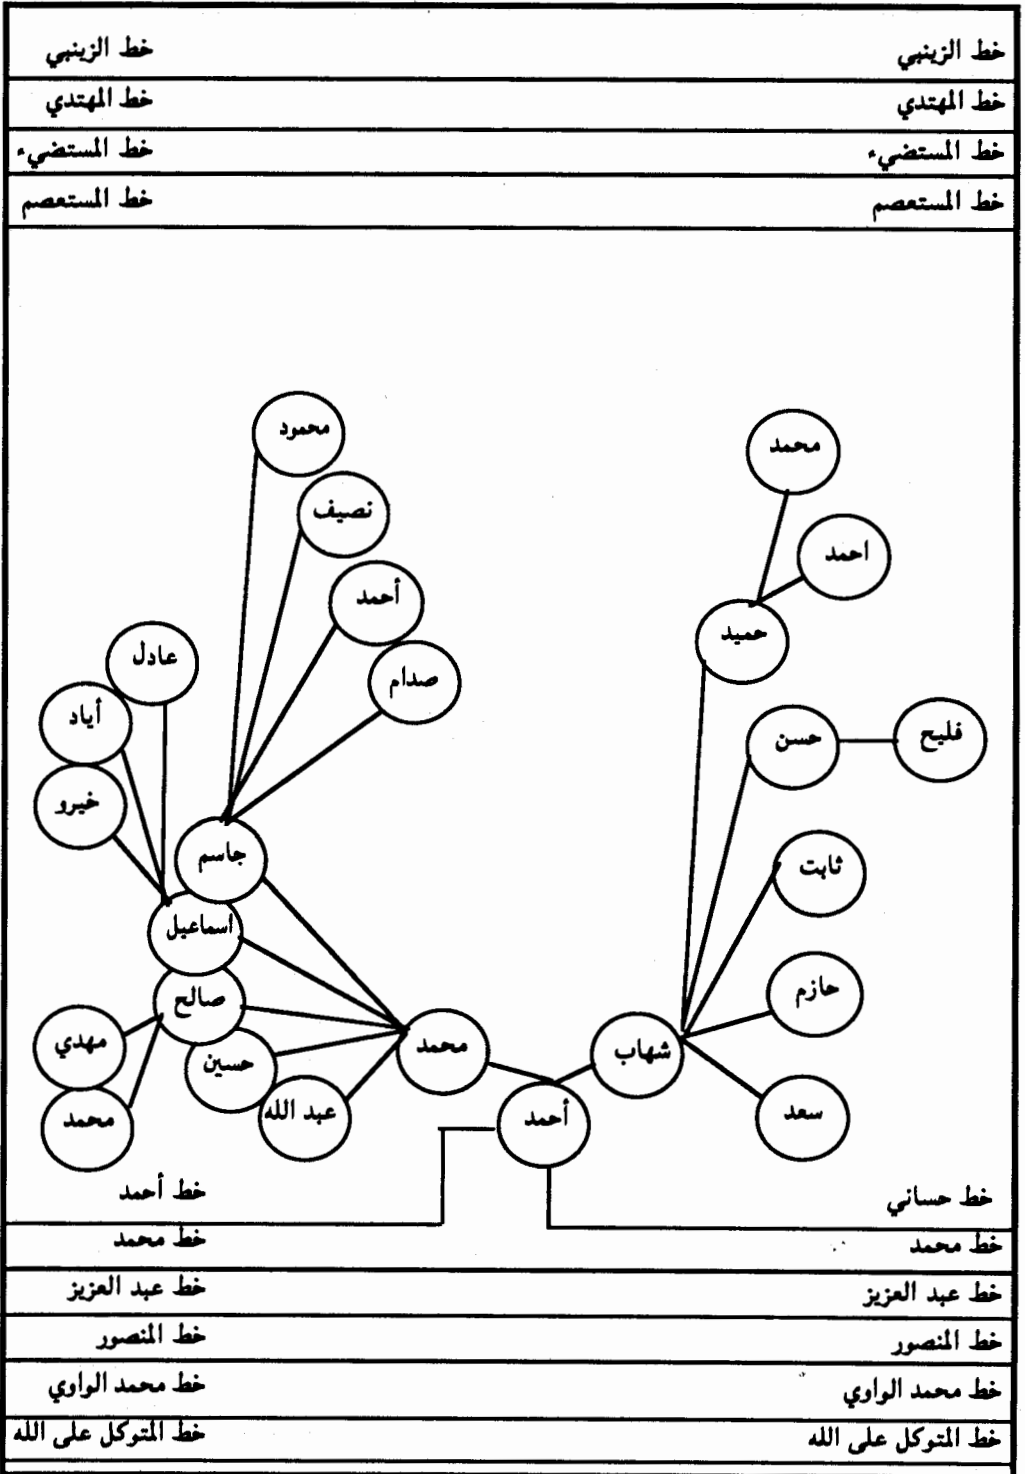 خط الزينبي خط الزينبي
خط المهتدي خط المهتدي
خط المستضيء خط المستضيء
خط المستعصم خط المستعصم
محمود
محمد
نصيف
احمد
أحمد
حميد
عادل
صدام
أياد
حسن
فليح
خيرو
جاسم
ثابت
اسماعيل
صالح
حازم
مهدي
محمد
شهاب
حسين
عبد الله
أحمد
سعد
محمد
خط حساني خط أحمد
خط محمد خط محمد
خط عبد العزيز خط عبد العزيز
خط المنصور خط المنصور
خط محمد الواوي خط محمد الواوي
خط المتوكل على الله خط المتوكل على الله